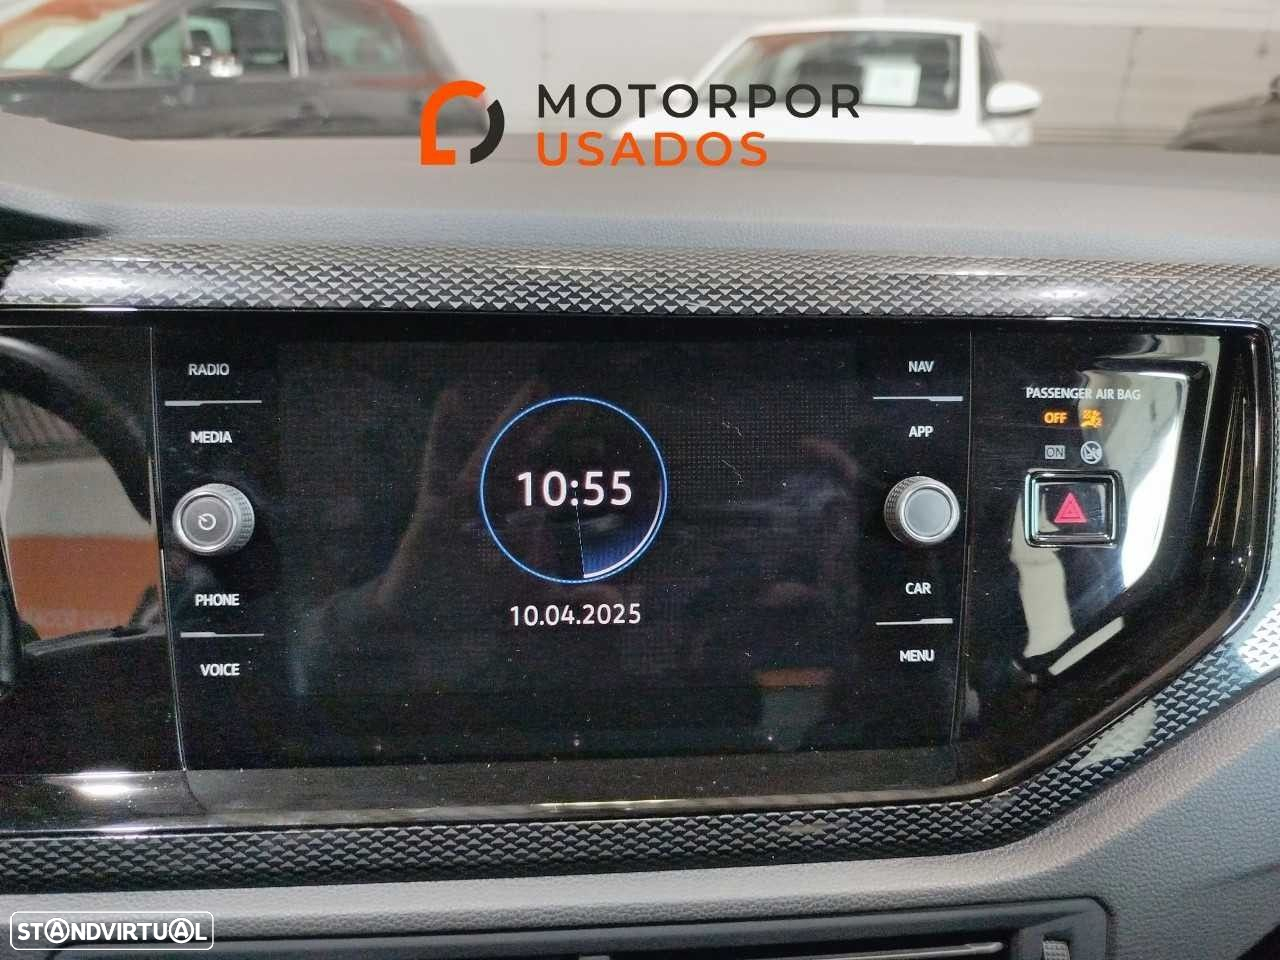 MOTORPOR
USADOS
RADIO
MEDIA
PHONE
VOICE
10:55
10.04.2025
NAV
APP
CAR
MENU
PASSENGER AIR BAG
OFF
ON
STANDVIRTUAL